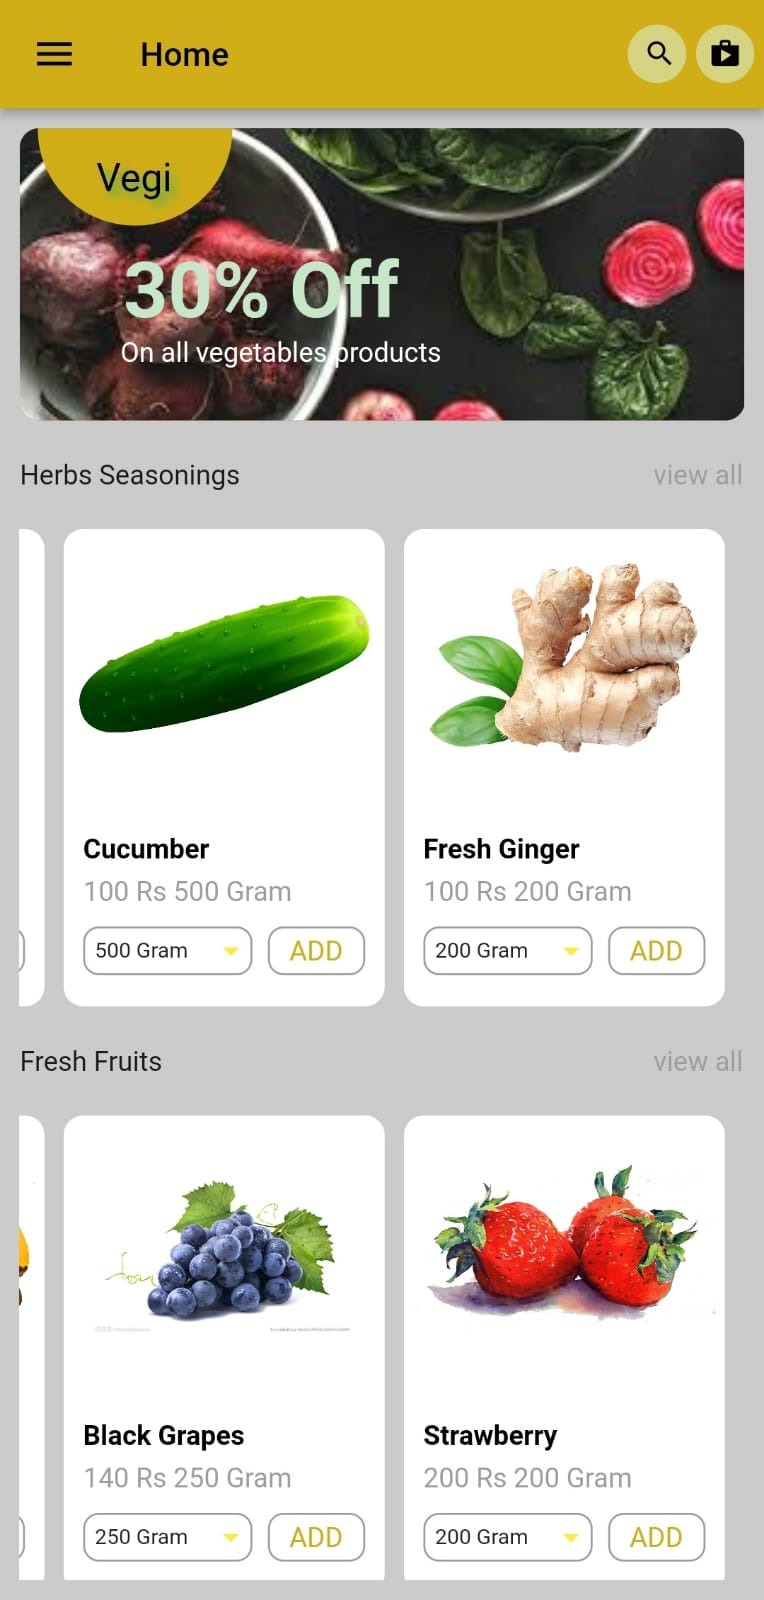 Home
Vegi
30% Off
On all vegetables products
Herbs Seasonings
view all
Cucumber
100 Rs 500 Gram
500 Gram
ADD
Fresh Ginger
100 Rs 200 Gram
200 Gram
ADD
Fresh Fruits
view all
Black Grapes
140 Rs 250 Gram
250 Gram
ADD
Strawberry
200 Rs 200 Gram
200 Gram
ADD